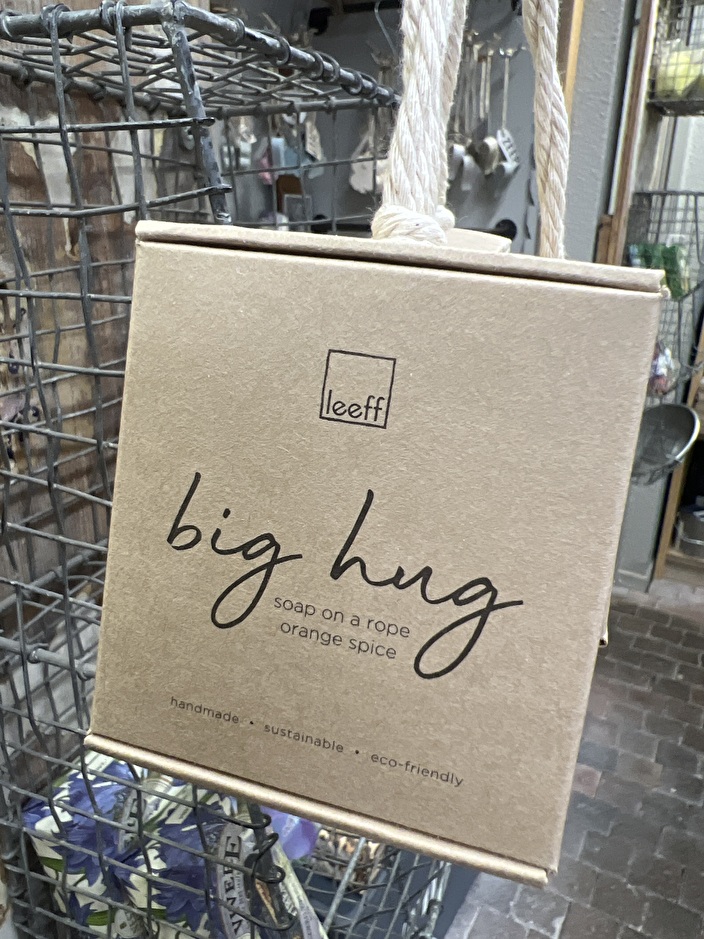 leeff
big hug
soap on a rope
orange spice
handmade • sustainable • eco-friendly